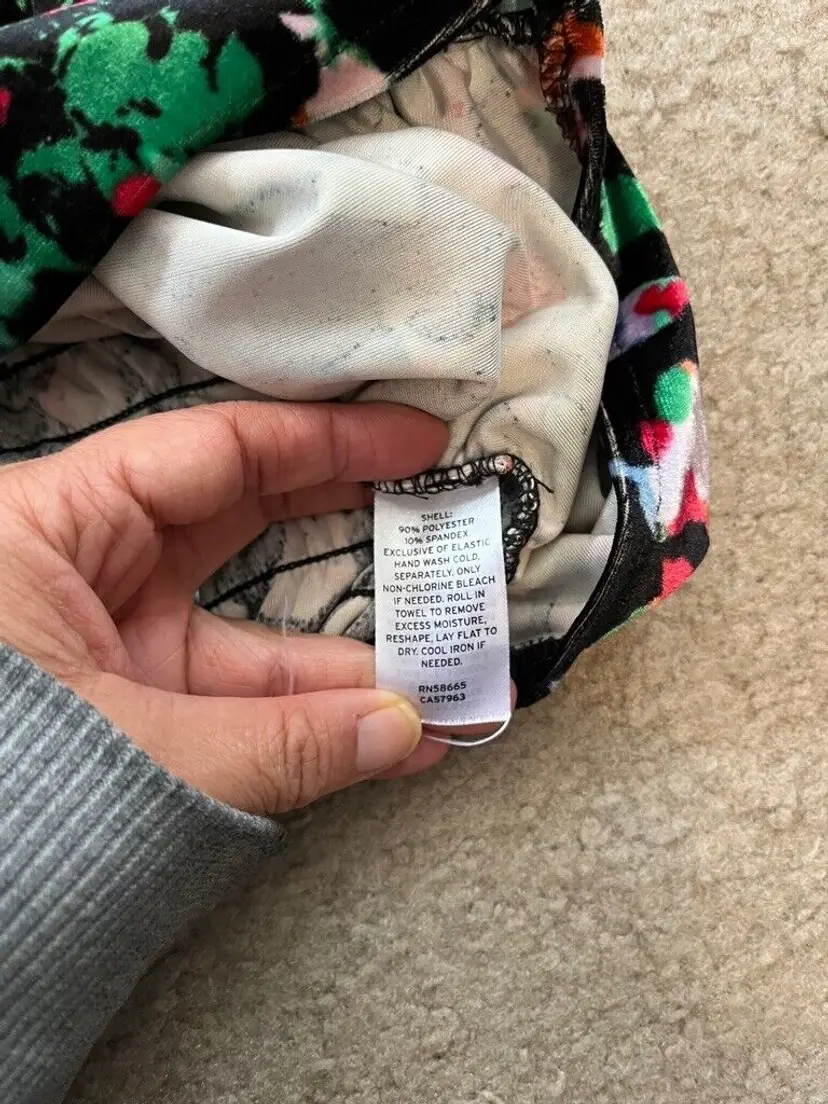 SHELL:
90% POLYESTER
10% SPANDEX
EXCLUSIVE OF ELASTIC
HAND WASH COLD,
SEPARATELY. ONLY
NON-CHLORINE BLEACH
IF NEEDED. ROLL IN
TOWEL TO REMOVE
EXCESS MOISTURE,
RESHAPE, LAY FLAT TO
DRY. COOL IRON IF
NEEDED.
RN58665
CA57963